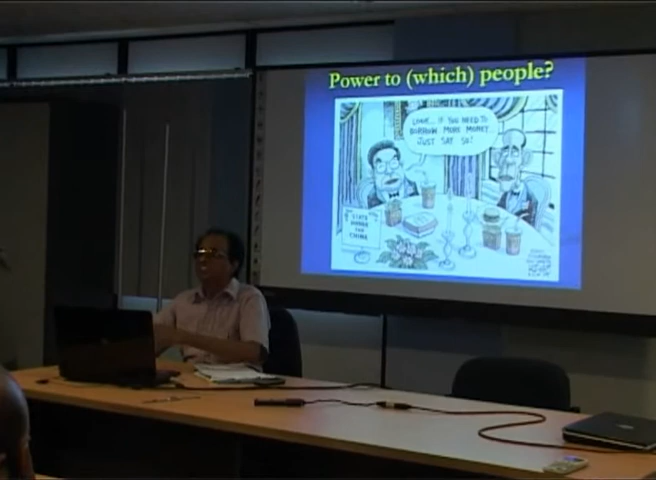 Power to (which) people?
LOOK... IF YOU NEED TO
BORROW MORE MONEY
JUST SAY SO!
STATE
DINNER
FOR
CHINA